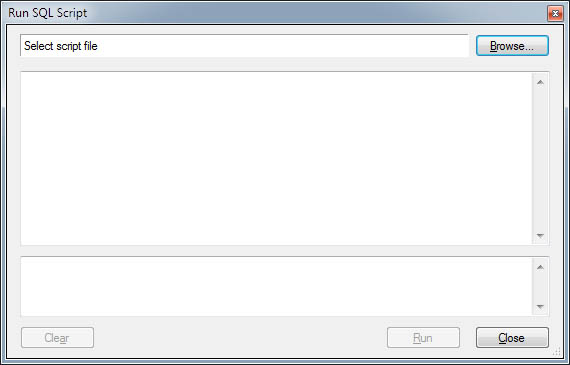 Run SQL Script
Select script file
Browse...
Clear
Run
Close